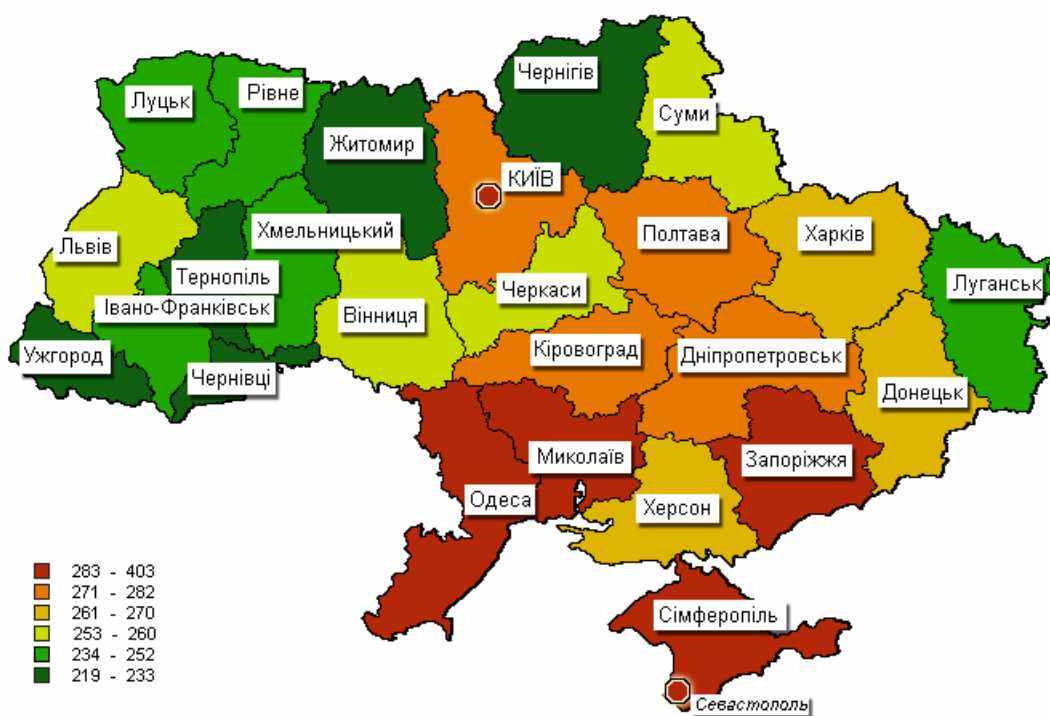 Чернігів
Луцьк
Рівне
Суми
Житомир
КИЇВ
Хмельницький
Полтава
Харків
Львів
Тернопіль
Черкаси
Луганськ
Івано-Франківськ
Вінниця
Ужгород
Кіровоград
Дніпропетровськ
Чернівці
Донецьк
Миколаїв
Запоріжжя
Одеса
Херсон
283 - 403
271 - 282
261 - 270
253 - 260
234 - 252
219 - 233
Сімферопіль
Севастополь